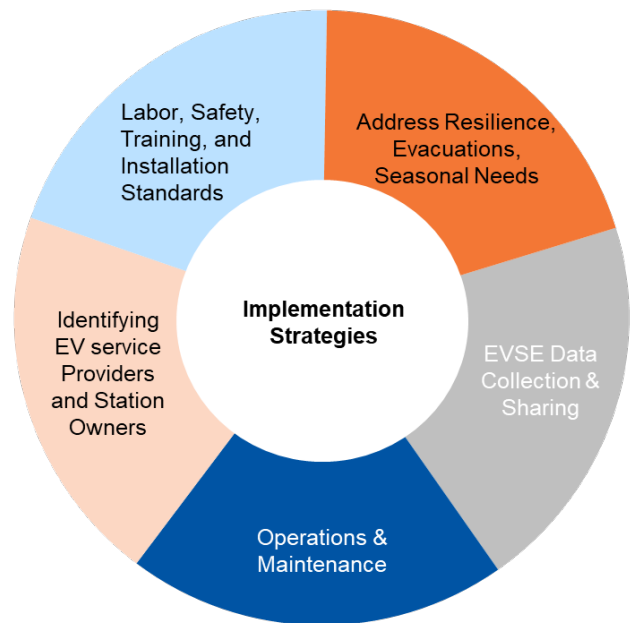 Labor, Safety,
Training, and
Installation
Standards
Address Resilience,
Evacuations,
Seasonal Needs
Implementation
Strategies
Identifying
EV service
Providers
and Station
Owners
EVSE Data
Collection &
Sharing
Operations &
Maintenance